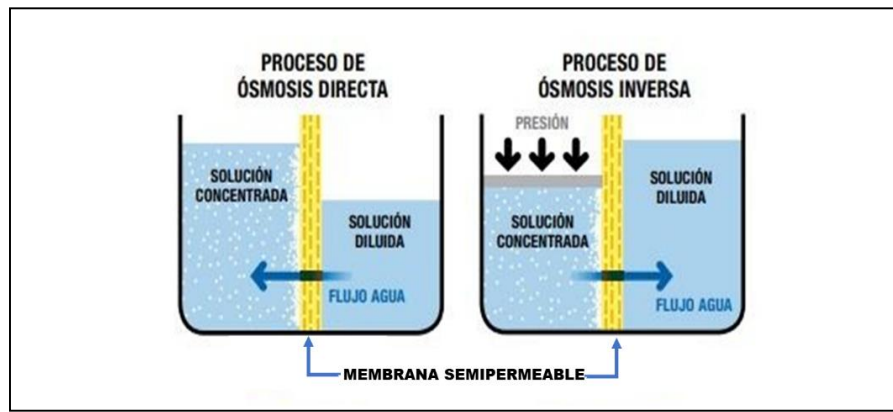 PROCESO DE
ÓSMOSIS DIRECTA
SOLUCIÓN
CONCENTRADA
SOLUCIÓN
DILUIDA
FLUJO AGUA
PROCESO DE
ÓSMOSIS INVERSA
PRESIÓN
SOLUCIÓN
CONCENTRADA
SOLUCIÓN
DILUIDA
FLUJO AGUA
MEMBRANA SEMIPERMEABLE